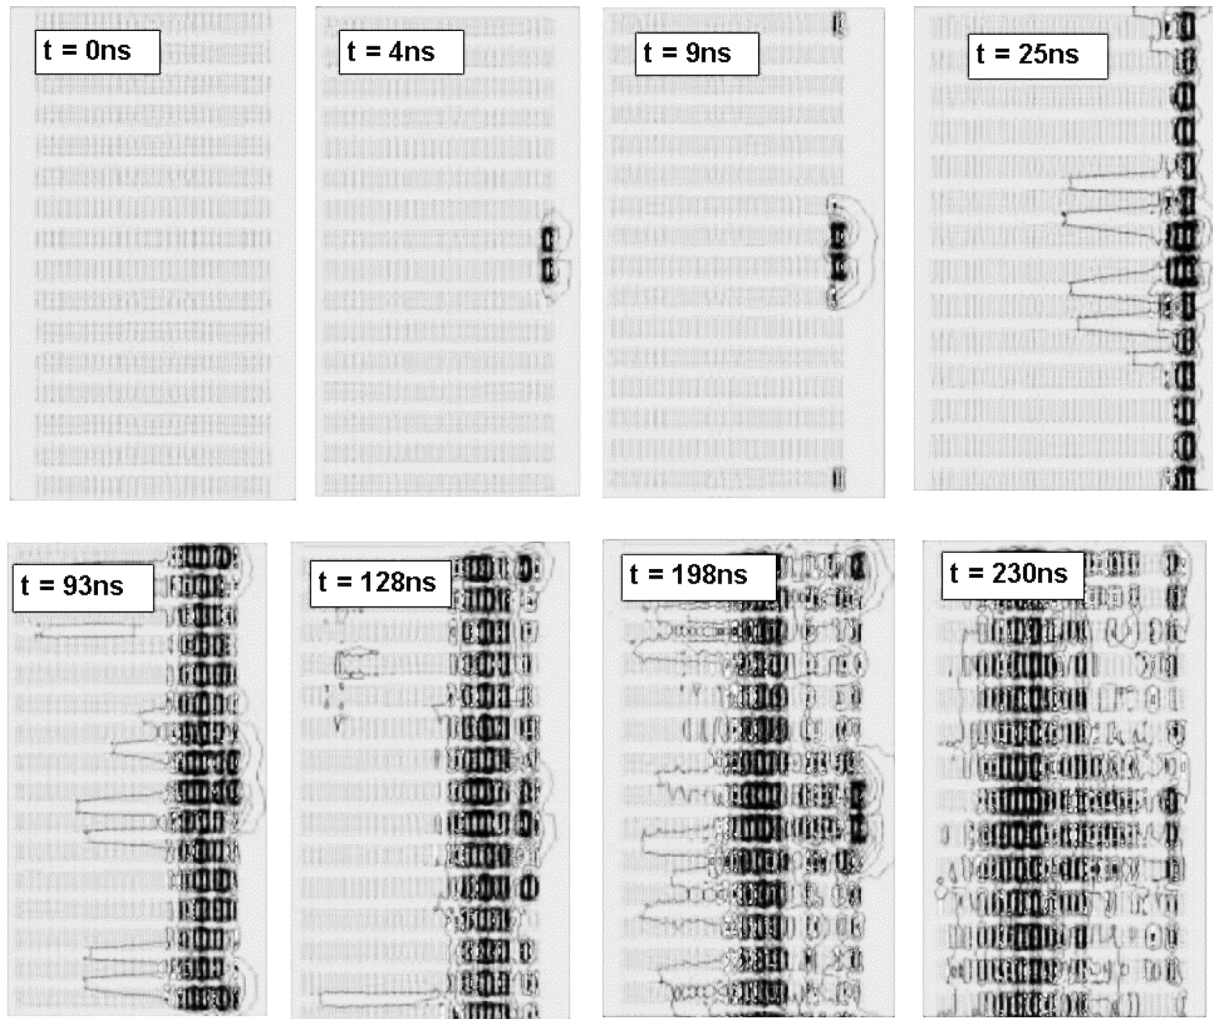 t = 0ns
t = 4ns
t = 9ns
t = 25ns
t = 93ns
t = 128ns
t = 198ns
t = 230ns